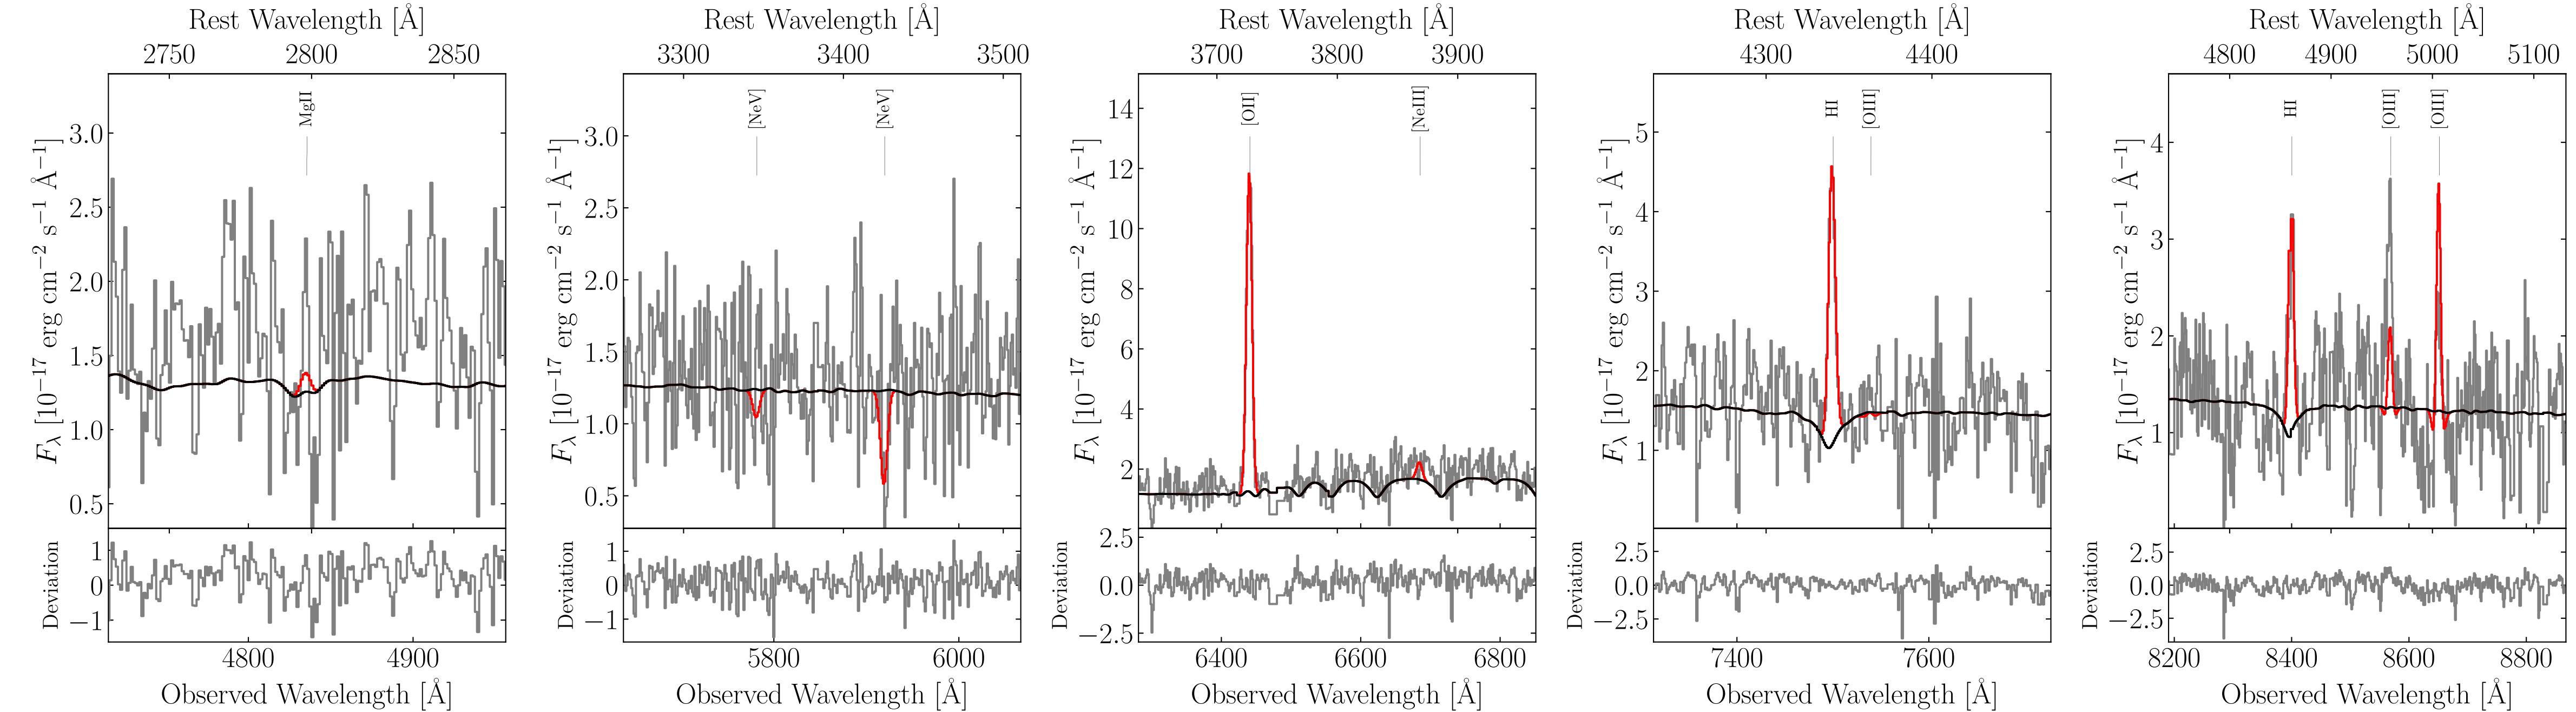 Rest Wavelength [Å]
2750 2800 2850
MgII
3.0
2.5
2.0
1.5
1.0
0.5
F_λ [10⁻¹⁷ erg cm⁻² s⁻¹ Å⁻¹]
1
0
−1
Deviation
4800 4900
Observed Wavelength [Å]
Rest Wavelength [Å]
3300 3400 3500
[NeV] [NeV]
3.0
2.5
2.0
1.5
1.0
0.5
F_λ [10⁻¹⁷ erg cm⁻² s⁻¹ Å⁻¹]
1
0
−1
Deviation
5800 6000
Observed Wavelength [Å]
Rest Wavelength [Å]
3700 3800 3900
[OII] [NeIII]
14
12
10
8
6
4
2
F_λ [10⁻¹⁷ erg cm⁻² s⁻¹ Å⁻¹]
2.5
0.0
−2.5
Deviation
6400 6600 6800
Observed Wavelength [Å]
Rest Wavelength [Å]
4300 4400
HI [OIII]
5
4
3
2
1
F_λ [10⁻¹⁷ erg cm⁻² s⁻¹ Å⁻¹]
2.5
0.0
−2.5
Deviation
7400 7600
Observed Wavelength [Å]
Rest Wavelength [Å]
4800 4900 5000 5100
HI [OIII] [OIII]
4
3
2
1
F_λ [10⁻¹⁷ erg cm⁻² s⁻¹ Å⁻¹]
2.5
0.0
−2.5
Deviation
8200 8400 8600 8800
Observed Wavelength [Å]